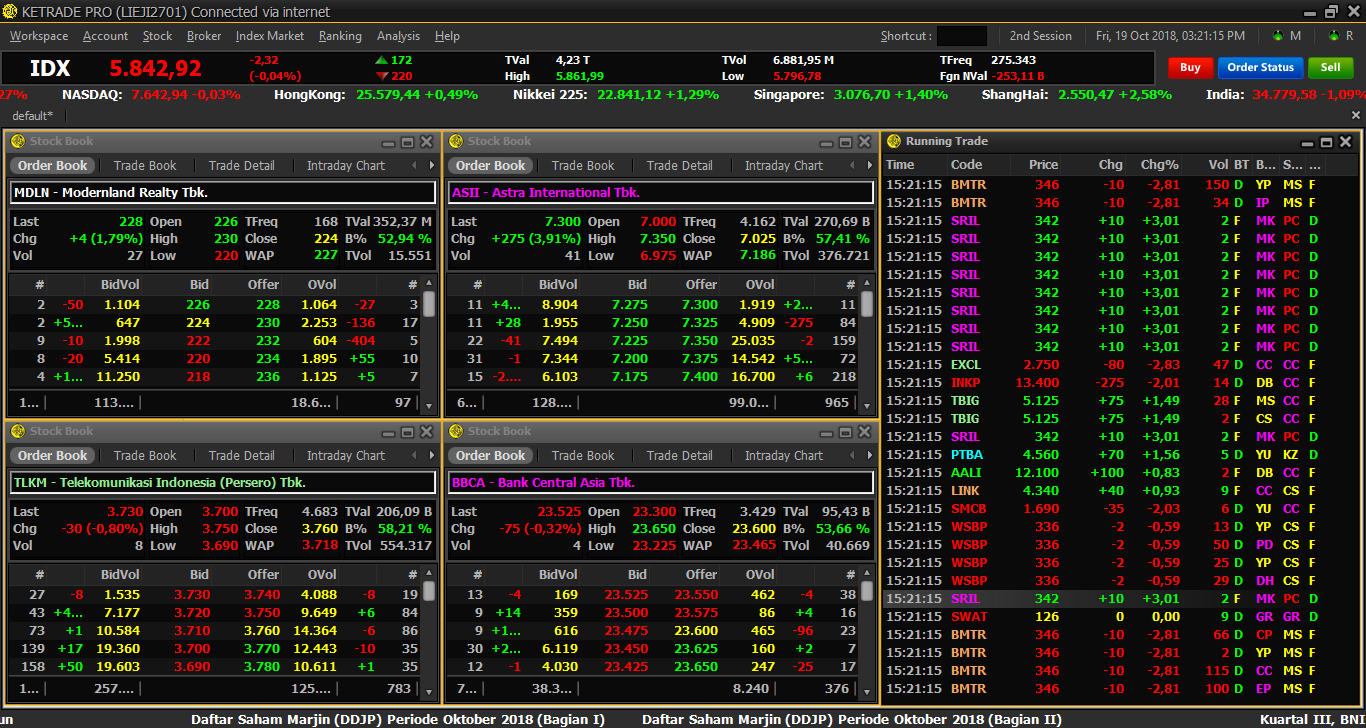 KETRADE PRO (LIEJI2701) Connected via internet
Workspace Account Stock Broker Index Market Ranking Analysis Help Shortcut : 2nd Session Fri, 19 Oct 2018, 03:21:15 PM M R
IDX 5.842,92 -2,32 172 TVal 4,23 T TVol 6.881,95 M TFreq 275.343 Buy Order Status Sell
(-0,04%) 220 High 5.861,99 Low 5.796,78 Fgn NVal -253,11 B
27% NASDAQ: 7.642,94 -0,03% HongKong: 25.579,44 +0,49% Nikkei 225: 22.841,12 +1,29% Singapore: 3.076,70 +1,40% ShangHai: 2.550,47 +2,58% India: 34.779,58 -1,09%
default*
Stock Book
Order Book Trade Book Trade Detail Intraday Chart
MDLN - Modernland Realty Tbk.
Last 228 Open 226 TFreq 168 TVal 352,37 M
Chg +4 (1,79%) High 230 Close 224 B% 52,94 %
Vol 27 Low 220 WAP 227 TVol 15.551
# BidVol Bid Offer OVol #
2 -50 1.104 226 228 1.064 -27 3
2 +5... 647 224 230 2.253 -136 17
9 -10 1.998 222 232 604 -404 5
8 -20 5.414 220 234 1.895 +55 10
4 +1... 11.250 218 236 1.125 +5 7
1... 113.... 18.6... 97
Stock Book
Order Book Trade Book Trade Detail Intraday Chart
ASII - Astra International Tbk.
Last 7.300 Open 7.000 TFreq 4.162 TVal 270,69 B
Chg +275 (3,91%) High 7.350 Close 7.025 B% 57,41 %
Vol 41 Low 6.975 WAP 7.186 TVol 376.721
# BidVol Bid Offer OVol #
11 +4... 8.904 7.275 7.300 1.919 +2... 11
11 +28 1.955 7.250 7.325 4.909 -275 84
22 -41 7.494 7.225 7.350 25.035 -2 159
31 -1 7.344 7.200 7.375 14.542 +5... 72
15 -2.... 6.103 7.175 7.400 16.700 +6 218
6... 128.... 99.0... 965
Stock Book
Order Book Trade Book Trade Detail Intraday Chart
TLKM - Telekomunikasi Indonesia (Persero) Tbk.
Last 3.730 Open 3.700 TFreq 4.683 TVal 206,09 B
Chg -30 (-0,80%) High 3.750 Close 3.760 B% 58,21 %
Vol 8 Low 3.690 WAP 3.718 TVol 554.317
# BidVol Bid Offer OVol #
27 -8 1.535 3.730 3.740 4.088 -8 19
43 +4... 7.177 3.720 3.750 9.649 +6 84
73 +1 10.584 3.710 3.760 14.364 -6 86
139 +17 19.360 3.700 3.770 12.443 -10 35
158 +50 19.603 3.690 3.780 10.611 +1 35
1... 257.... 125.... 783
Stock Book
Order Book Trade Book Trade Detail Intraday Chart
BBCA - Bank Central Asia Tbk.
Last 23.525 Open 23.300 TFreq 3.429 TVal 95,43 B
Chg -75 (-0,32%) High 23.650 Close 23.600 B% 53,66 %
Vol 4 Low 23.225 WAP 23.465 TVol 40.669
# BidVol Bid Offer OVol #
13 -4 169 23.525 23.550 462 -4 38
9 +14 359 23.500 23.575 86 +4 16
9 +1... 616 23.475 23.600 465 -96 23
30 +2... 6.119 23.450 23.625 160 +2 7
12 -1 4.030 23.425 23.650 247 -25 17
7... 38.3... 8.240 376
Running Trade
Time Code Price Chg Chg% Vol BT B... S... ...
15:21:15 BMTR 346 -10 -2,81 150 D YP MS F
15:21:15 BMTR 346 -10 -2,81 34 D IP MS F
15:21:15 SRIL 342 +10 +3,01 2 F MK PC D
15:21:15 SRIL 342 +10 +3,01 2 F MK PC D
15:21:15 SRIL 342 +10 +3,01 2 F MK PC D
15:21:15 SRIL 342 +10 +3,01 2 F MK PC D
15:21:15 SRIL 342 +10 +3,01 2 F MK PC D
15:21:15 SRIL 342 +10 +3,01 2 F MK PC D
15:21:15 SRIL 342 +10 +3,01 2 F MK PC D
15:21:15 SRIL 342 +10 +3,01 2 F MK PC D
15:21:15 EXCL 2.750 -80 -2,83 47 D CC CC F
15:21:15 INKP 13.400 -275 -2,01 14 D DB CC F
15:21:15 TBIG 5.125 +75 +1,49 28 F MS CC F
15:21:15 TBIG 5.125 +75 +1,49 2 F CS CC F
15:21:15 SRIL 342 +10 +3,01 2 F MK PC D
15:21:15 PTBA 4.560 +70 +1,56 5 D YU KZ D
15:21:15 AALI 12.100 +100 +0,83 2 F DB CC F
15:21:15 LINK 4.340 +40 +0,93 9 F CC CS F
15:21:15 SMCB 1.690 -35 -2,03 6 D YU CC F
15:21:15 WSBP 336 -2 -0,59 13 D YP CS F
15:21:15 WSBP 336 -2 -0,59 50 D PD CS F
15:21:15 WSBP 336 -2 -0,59 25 D YP CS F
15:21:15 WSBP 336 -2 -0,59 29 D DH CS F
15:21:15 SRIL 342 +10 +3,01 2 F MK PC D
15:21:15 SWAT 126 0 0,00 9 D GR GR D
15:21:15 BMTR 346 -10 -2,81 66 D CP MS F
15:21:15 BMTR 346 -10 -2,81 2 D YP MS F
15:21:15 BMTR 346 -10 -2,81 115 D CC MS F
15:21:15 BMTR 346 -10 -2,81 100 D EP MS F
un Daftar Saham Marjin (DDJP) Periode Oktober 2018 (Bagian I) Daftar Saham Marjin (DDJP) Periode Oktober 2018 (Bagian II) Kuartal III, BNI